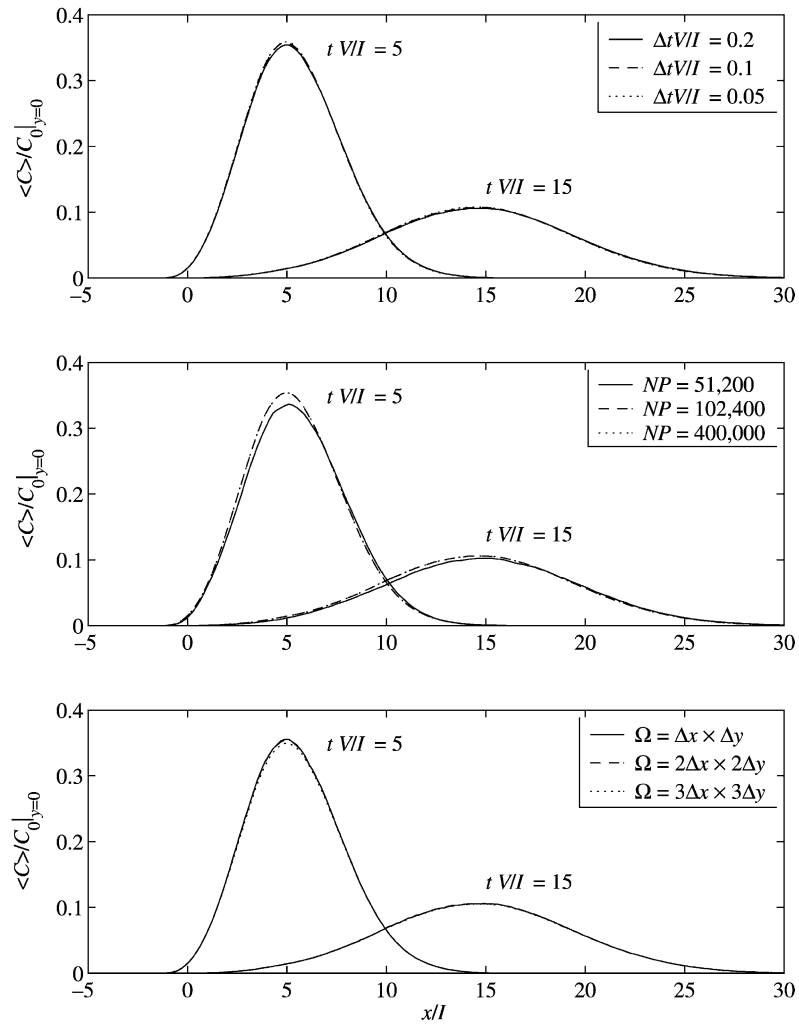 0.4
0.3
0.2
0.1
0
<C>/C0|y=0
t V/I = 5
t V/I = 15
ΔtV/I = 0.2
ΔtV/I = 0.1
ΔtV/I = 0.05
–5 0 5 10 15 20 25 30
0.4
0.3
0.2
0.1
0
<C>/C0|y=0
t V/I = 5
t V/I = 15
NP = 51,200
NP = 102,400
NP = 400,000
–5 0 5 10 15 20 25 30
0.4
0.3
0.2
0.1
0
<C>/C0|y=0
t V/I = 5
t V/I = 15
Ω = Δx × Δy
Ω = 2Δx × 2Δy
Ω = 3Δx × 3Δy
–5 0 5 10 15 20 25 30
x/I